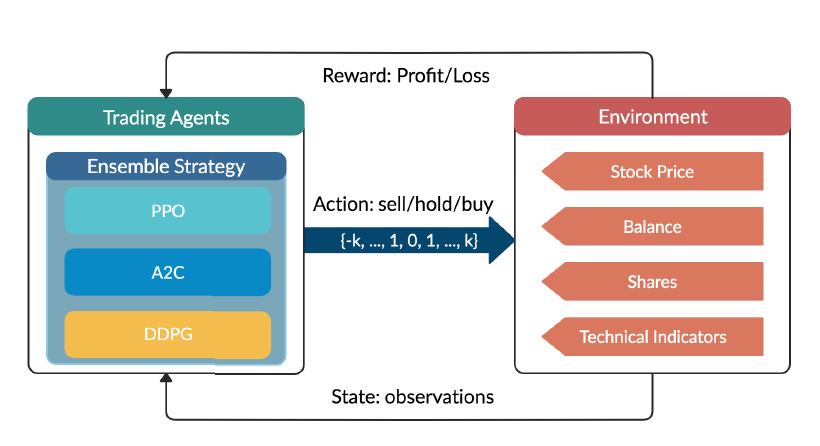 Reward: Profit/Loss
Trading Agents
Environment
Ensemble Strategy
PPO
A2C
DDPG
Action: sell/hold/buy
{-k, ..., 1, 0, 1, ..., k}
Stock Price
Balance
Shares
Technical Indicators
State: observations